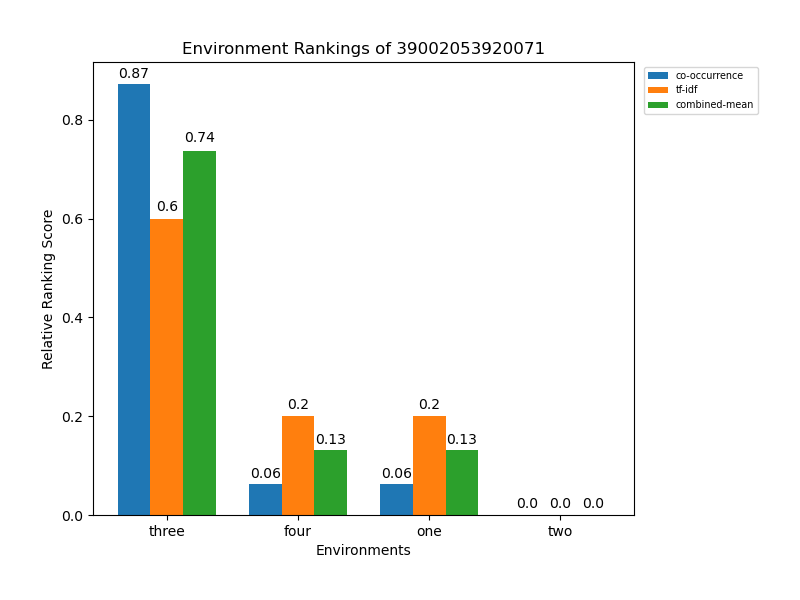 Environment Rankings of 39002053920071
co-occurrence
tf-idf
combined-mean
Relative Ranking Score
0.8
0.6
0.4
0.2
0.0
0.87
0.6
0.74
0.06
0.2
0.13
0.06
0.2
0.13
0.0
0.0
0.0
three
four
one
two
Environments